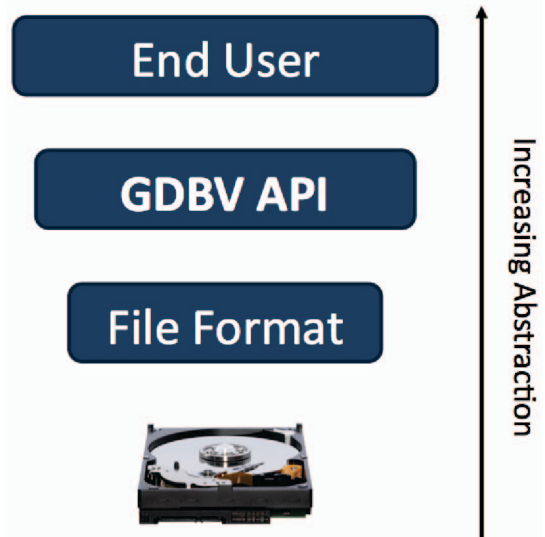 End User
GDBV API
File Format
Increasing Abstraction